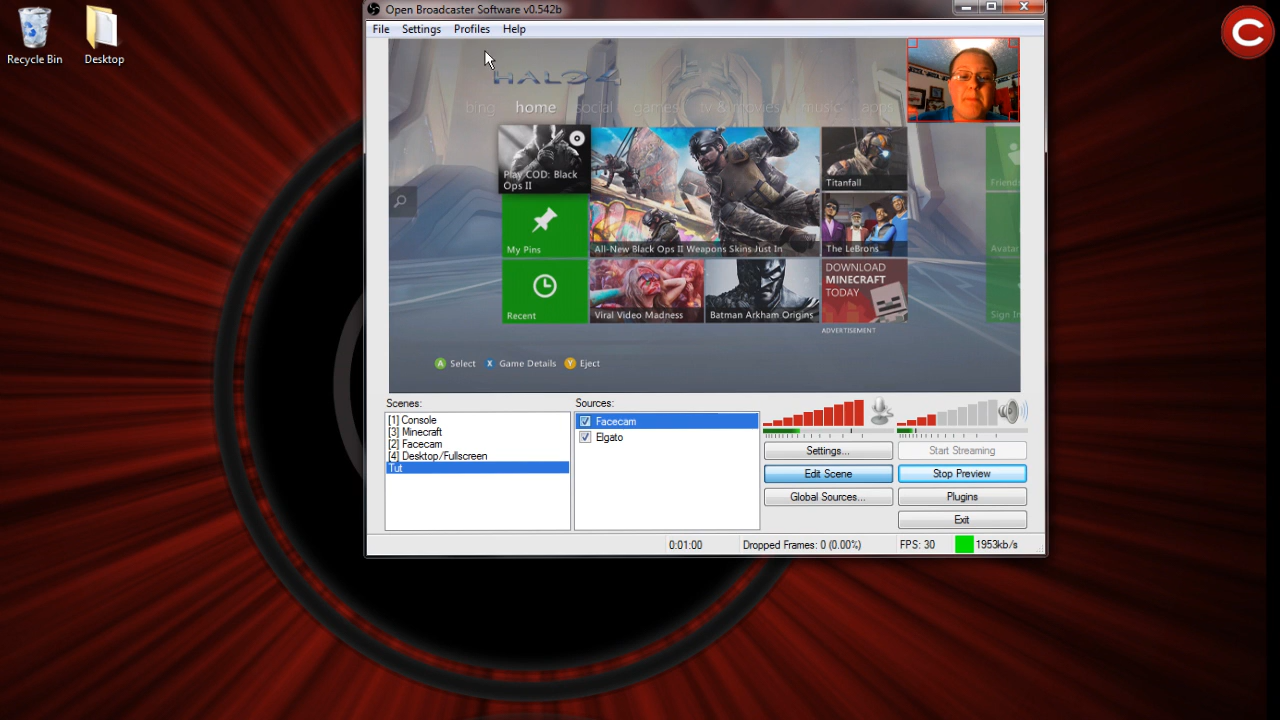 Open Broadcaster Software v0.542b
File Settings Profiles Help
Recycle Bin
Desktop
C
HALO 4
bing home social games tv & movies music apps
Play COD: Black
Ops II
My Pins
Recent
All-New Black Ops II Weapons Skins Just In
Viral Video Madness
Batman Arkham Origins
Titanfall
The LeBrons
DOWNLOAD
MINECRAFT
TODAY
ADVERTISEMENT
Friends
Avatar
Sign In
A Select X Game Details Y Eject
Scenes:
[1] Console
[3] Minecraft
[2] Facecam
[4] Desktop/Fullscreen
Tut
Sources:
Facecam
Elgato
Settings... Start Streaming
Edit Scene Stop Preview
Global Sources... Plugins
Exit
0:01:00 Dropped Frames: 0 (0.00%) FPS: 30 1953kb/s